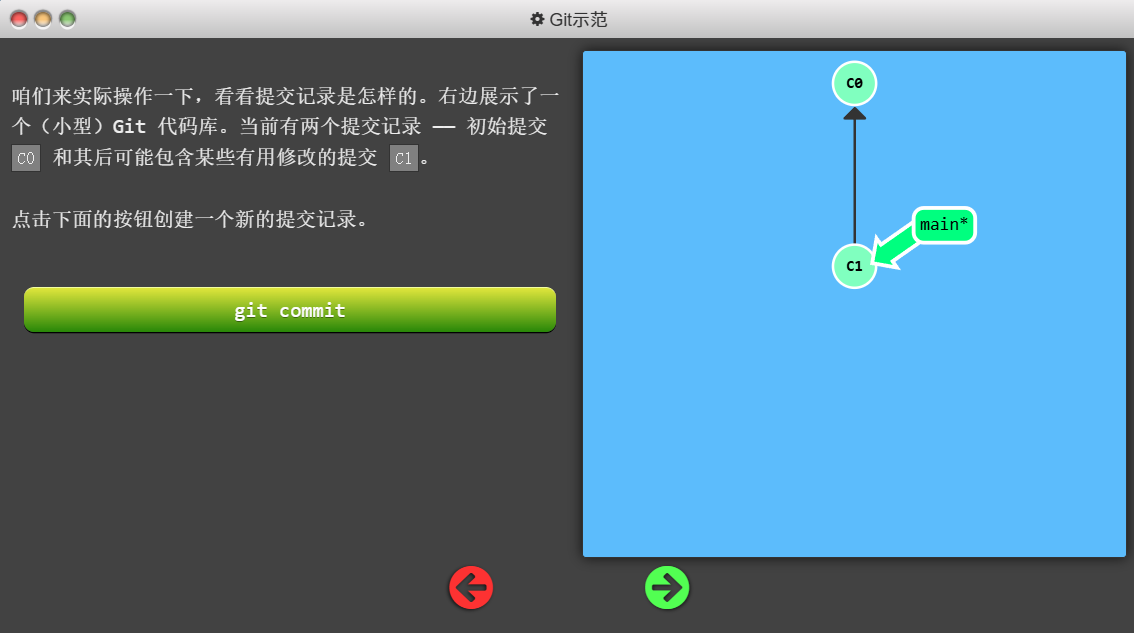 Git示范
咱们来实际操作一下，看看提交记录是怎样的。右边展示了一
个（小型）Git 代码库。当前有两个提交记录 —— 初始提交
C0 和其后可能包含某些有用修改的提交 C1。
点击下面的按钮创建一个新的提交记录。
git commit
C0
main*
C1